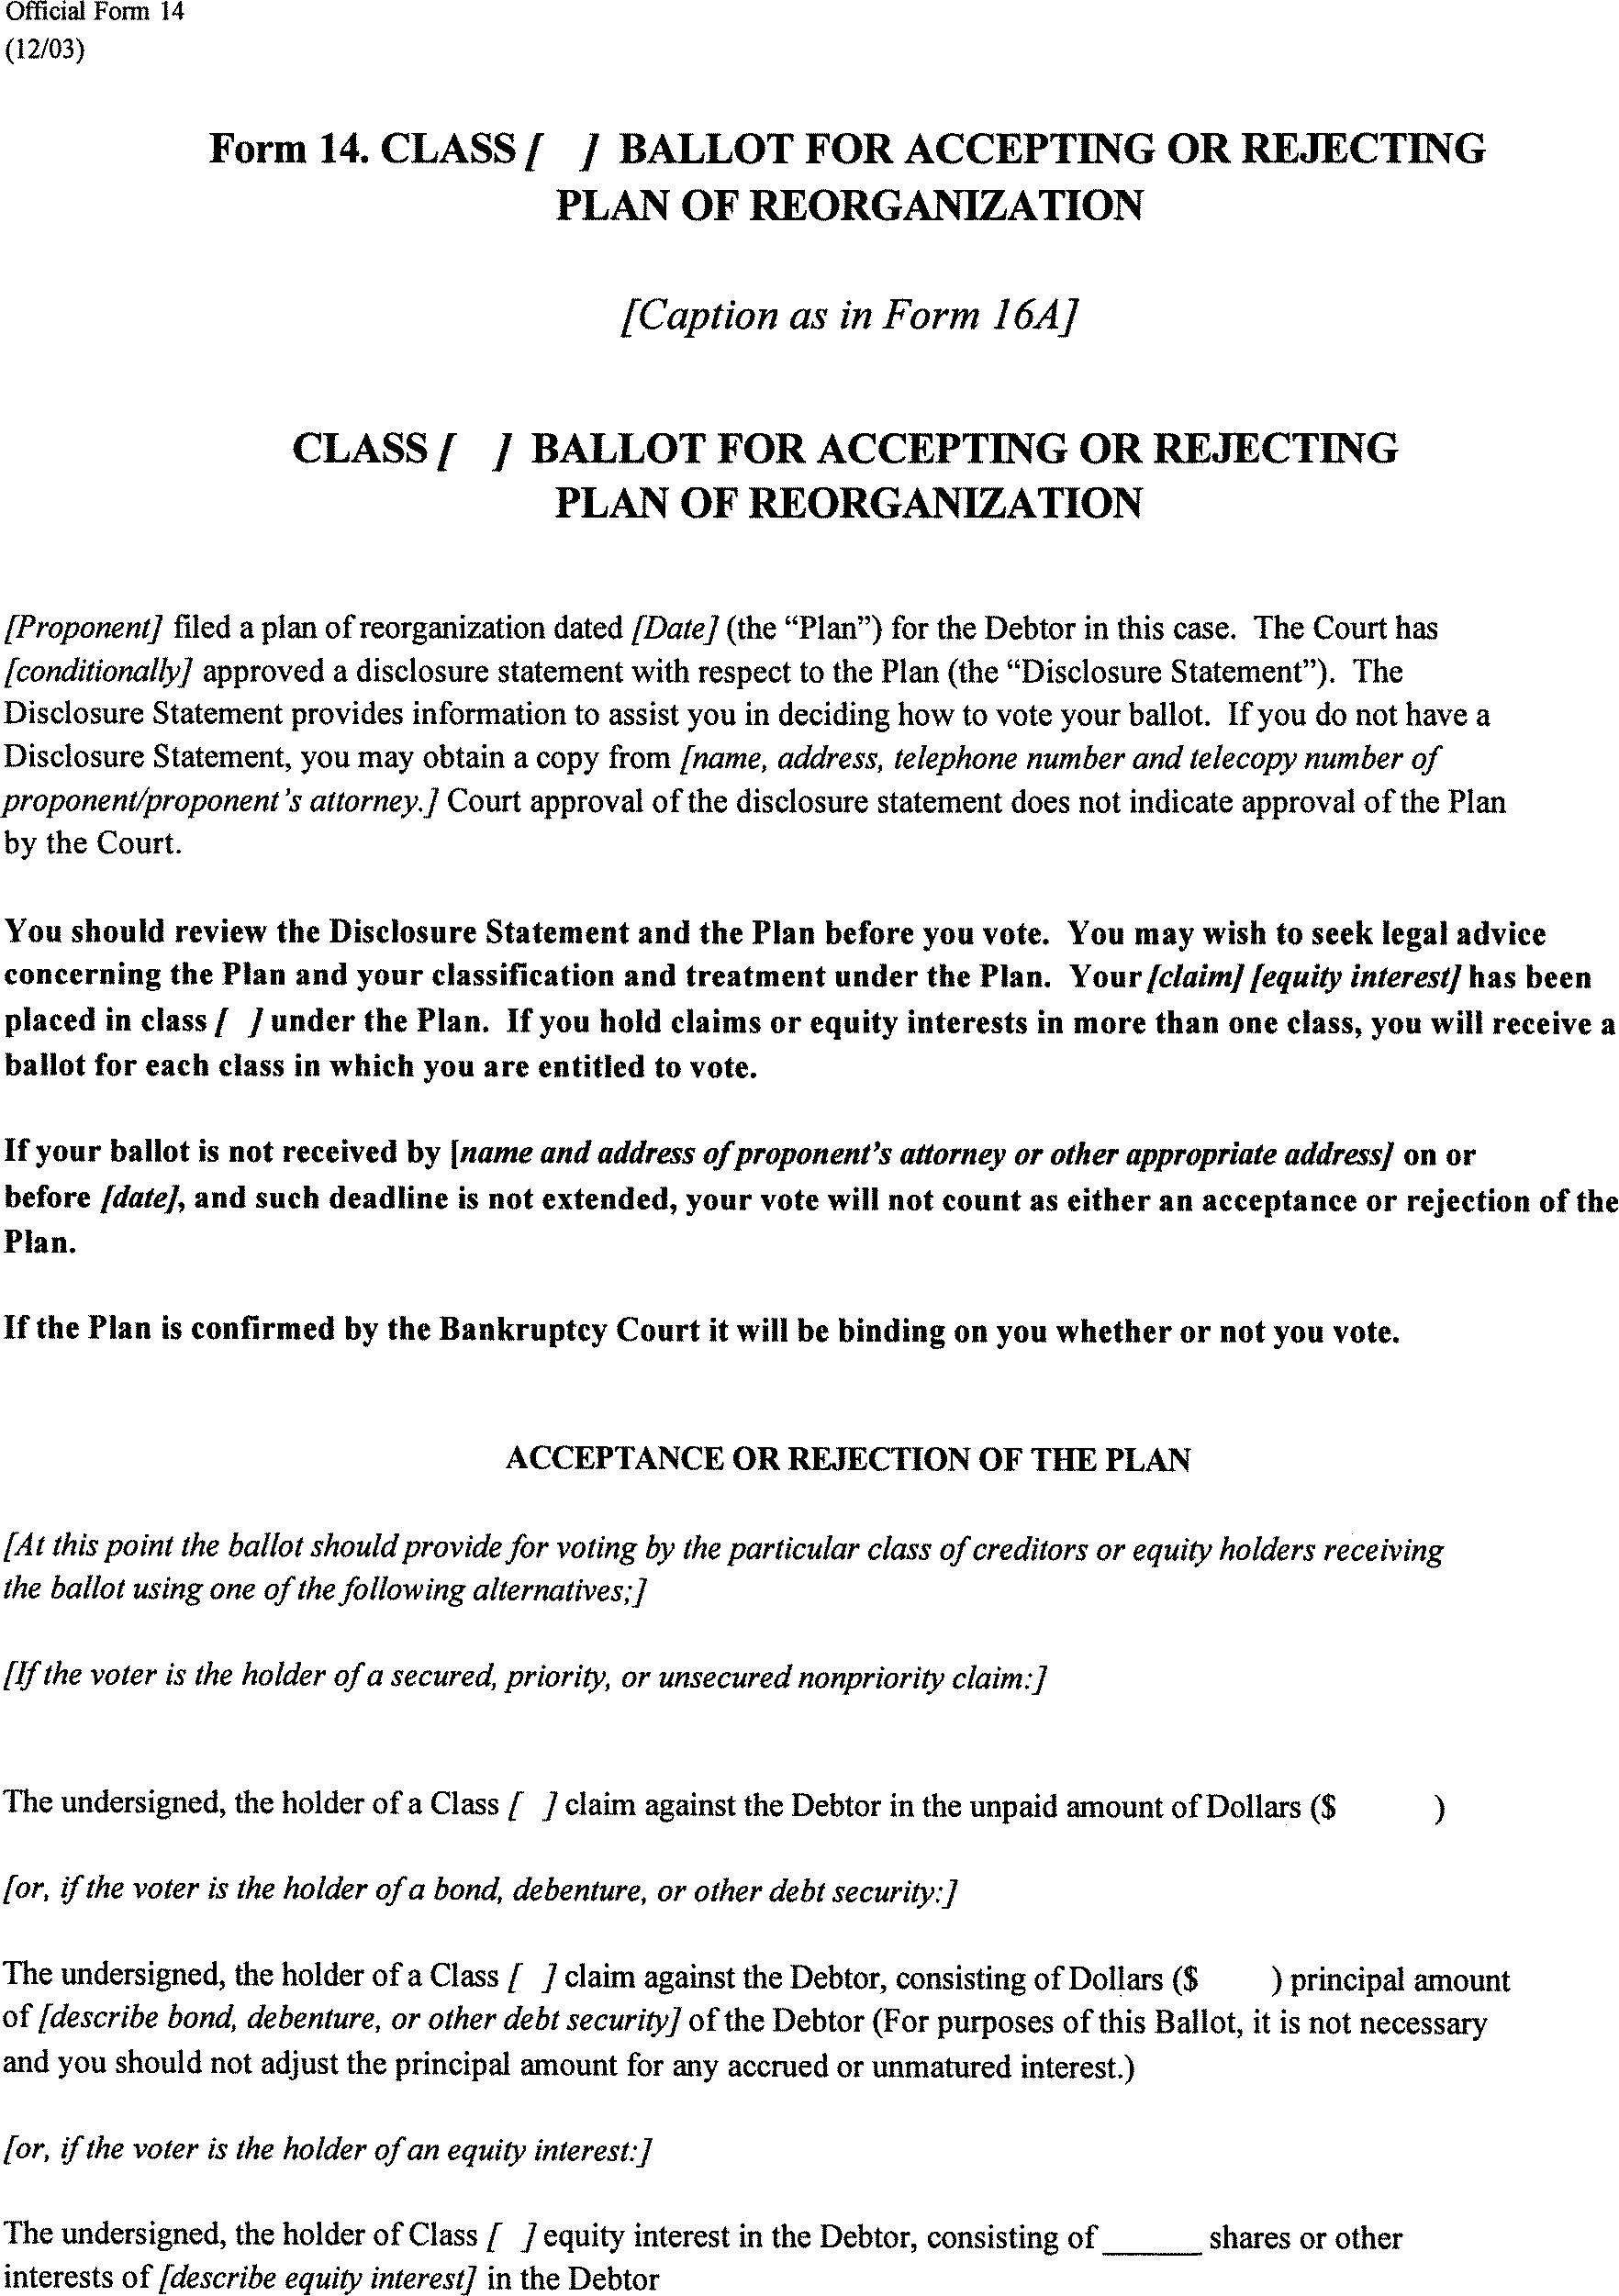 Official Form 14
(12/03)
Form 14. CLASS [ ] BALLOT FOR ACCEPTING OR REJECTING
PLAN OF REORGANIZATION
[Caption as in Form 16A]
CLASS [ ] BALLOT FOR ACCEPTING OR REJECTING
PLAN OF REORGANIZATION
[Proponent] filed a plan of reorganization dated [Date] (the “Plan”) for the Debtor in this case. The Court has
[conditionally] approved a disclosure statement with respect to the Plan (the “Disclosure Statement”). The
Disclosure Statement provides information to assist you in deciding how to vote your ballot. If you do not have a
Disclosure Statement, you may obtain a copy from [name, address, telephone number and telecopy number of
proponent/proponent's attorney.] Court approval of the disclosure statement does not indicate approval of the Plan
by the Court.
You should review the Disclosure Statement and the Plan before you vote. You may wish to seek legal advice
concerning the Plan and your classification and treatment under the Plan. Your [claim] [equity interest] has been
placed in class [ ] under the Plan. If you hold claims or equity interests in more than one class, you will receive a
ballot for each class in which you are entitled to vote.
If your ballot is not received by [name and address of proponent's attorney or other appropriate address] on or
before [date], and such deadline is not extended, your vote will not count as either an acceptance or rejection of the
Plan.
If the Plan is confirmed by the Bankruptcy Court it will be binding on you whether or not you vote.
ACCEPTANCE OR REJECTION OF THE PLAN
[At this point the ballot should provide for voting by the particular class of creditors or equity holders receiving
the ballot using one of the following alternatives;]
[If the voter is the holder of a secured, priority, or unsecured nonpriority claim:]
The undersigned, the holder of a Class [ ] claim against the Debtor in the unpaid amount of Dollars ($ )
[or, if the voter is the holder of a bond, debenture, or other debt security:]
The undersigned, the holder of a Class [ ] claim against the Debtor, consisting of Dollars ($ ) principal amount
of [describe bond, debenture, or other debt security] of the Debtor (For purposes of this Ballot, it is not necessary
and you should not adjust the principal amount for any accrued or unmatured interest.)
[or, if the voter is the holder of an equity interest:]
The undersigned, the holder of Class [ ] equity interest in the Debtor, consisting of ______ shares or other
interests of [describe equity interest] in the Debtor